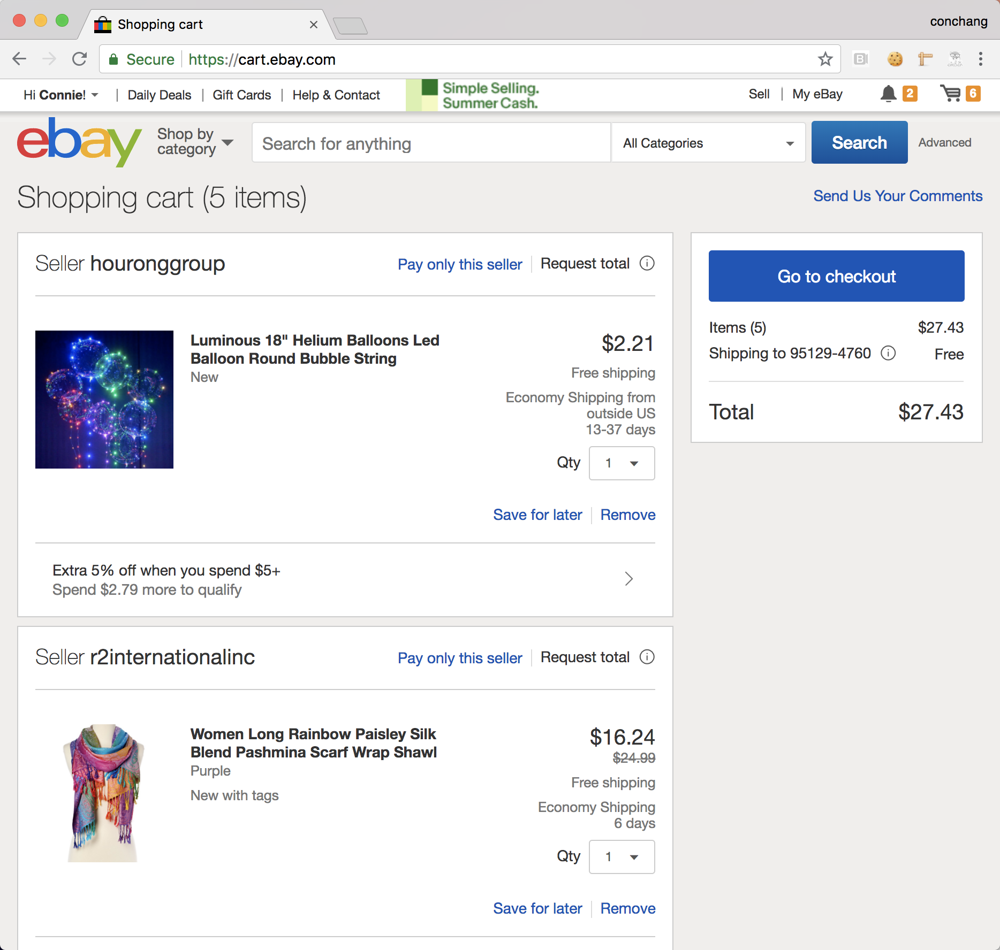 Shopping cart
conchang
Secure
https://cart.ebay.com
Hi Connie!
Daily Deals
Gift Cards
Help & Contact
Simple Selling.
Summer Cash.
Sell
My eBay
2
6
ebay
Shop by
category
Search for anything
All Categories
Search
Advanced
Shopping cart (5 items)
Send Us Your Comments
Seller houronggroup
Pay only this seller
Request total
Luminous 18" Helium Balloons Led
Balloon Round Bubble String
New
$2.21
Free shipping
Economy Shipping from
outside US
13-37 days
Qty
1
Save for later
Remove
Extra 5% off when you spend $5+
Spend $2.79 more to qualify
Go to checkout
Items (5)
$27.43
Shipping to 95129-4760
Free
Total
$27.43
Seller r2internationalinc
Pay only this seller
Request total
Women Long Rainbow Paisley Silk
Blend Pashmina Scarf Wrap Shawl
Purple
New with tags
$16.24
$24.99
Free shipping
Economy Shipping
6 days
Qty
1
Save for later
Remove